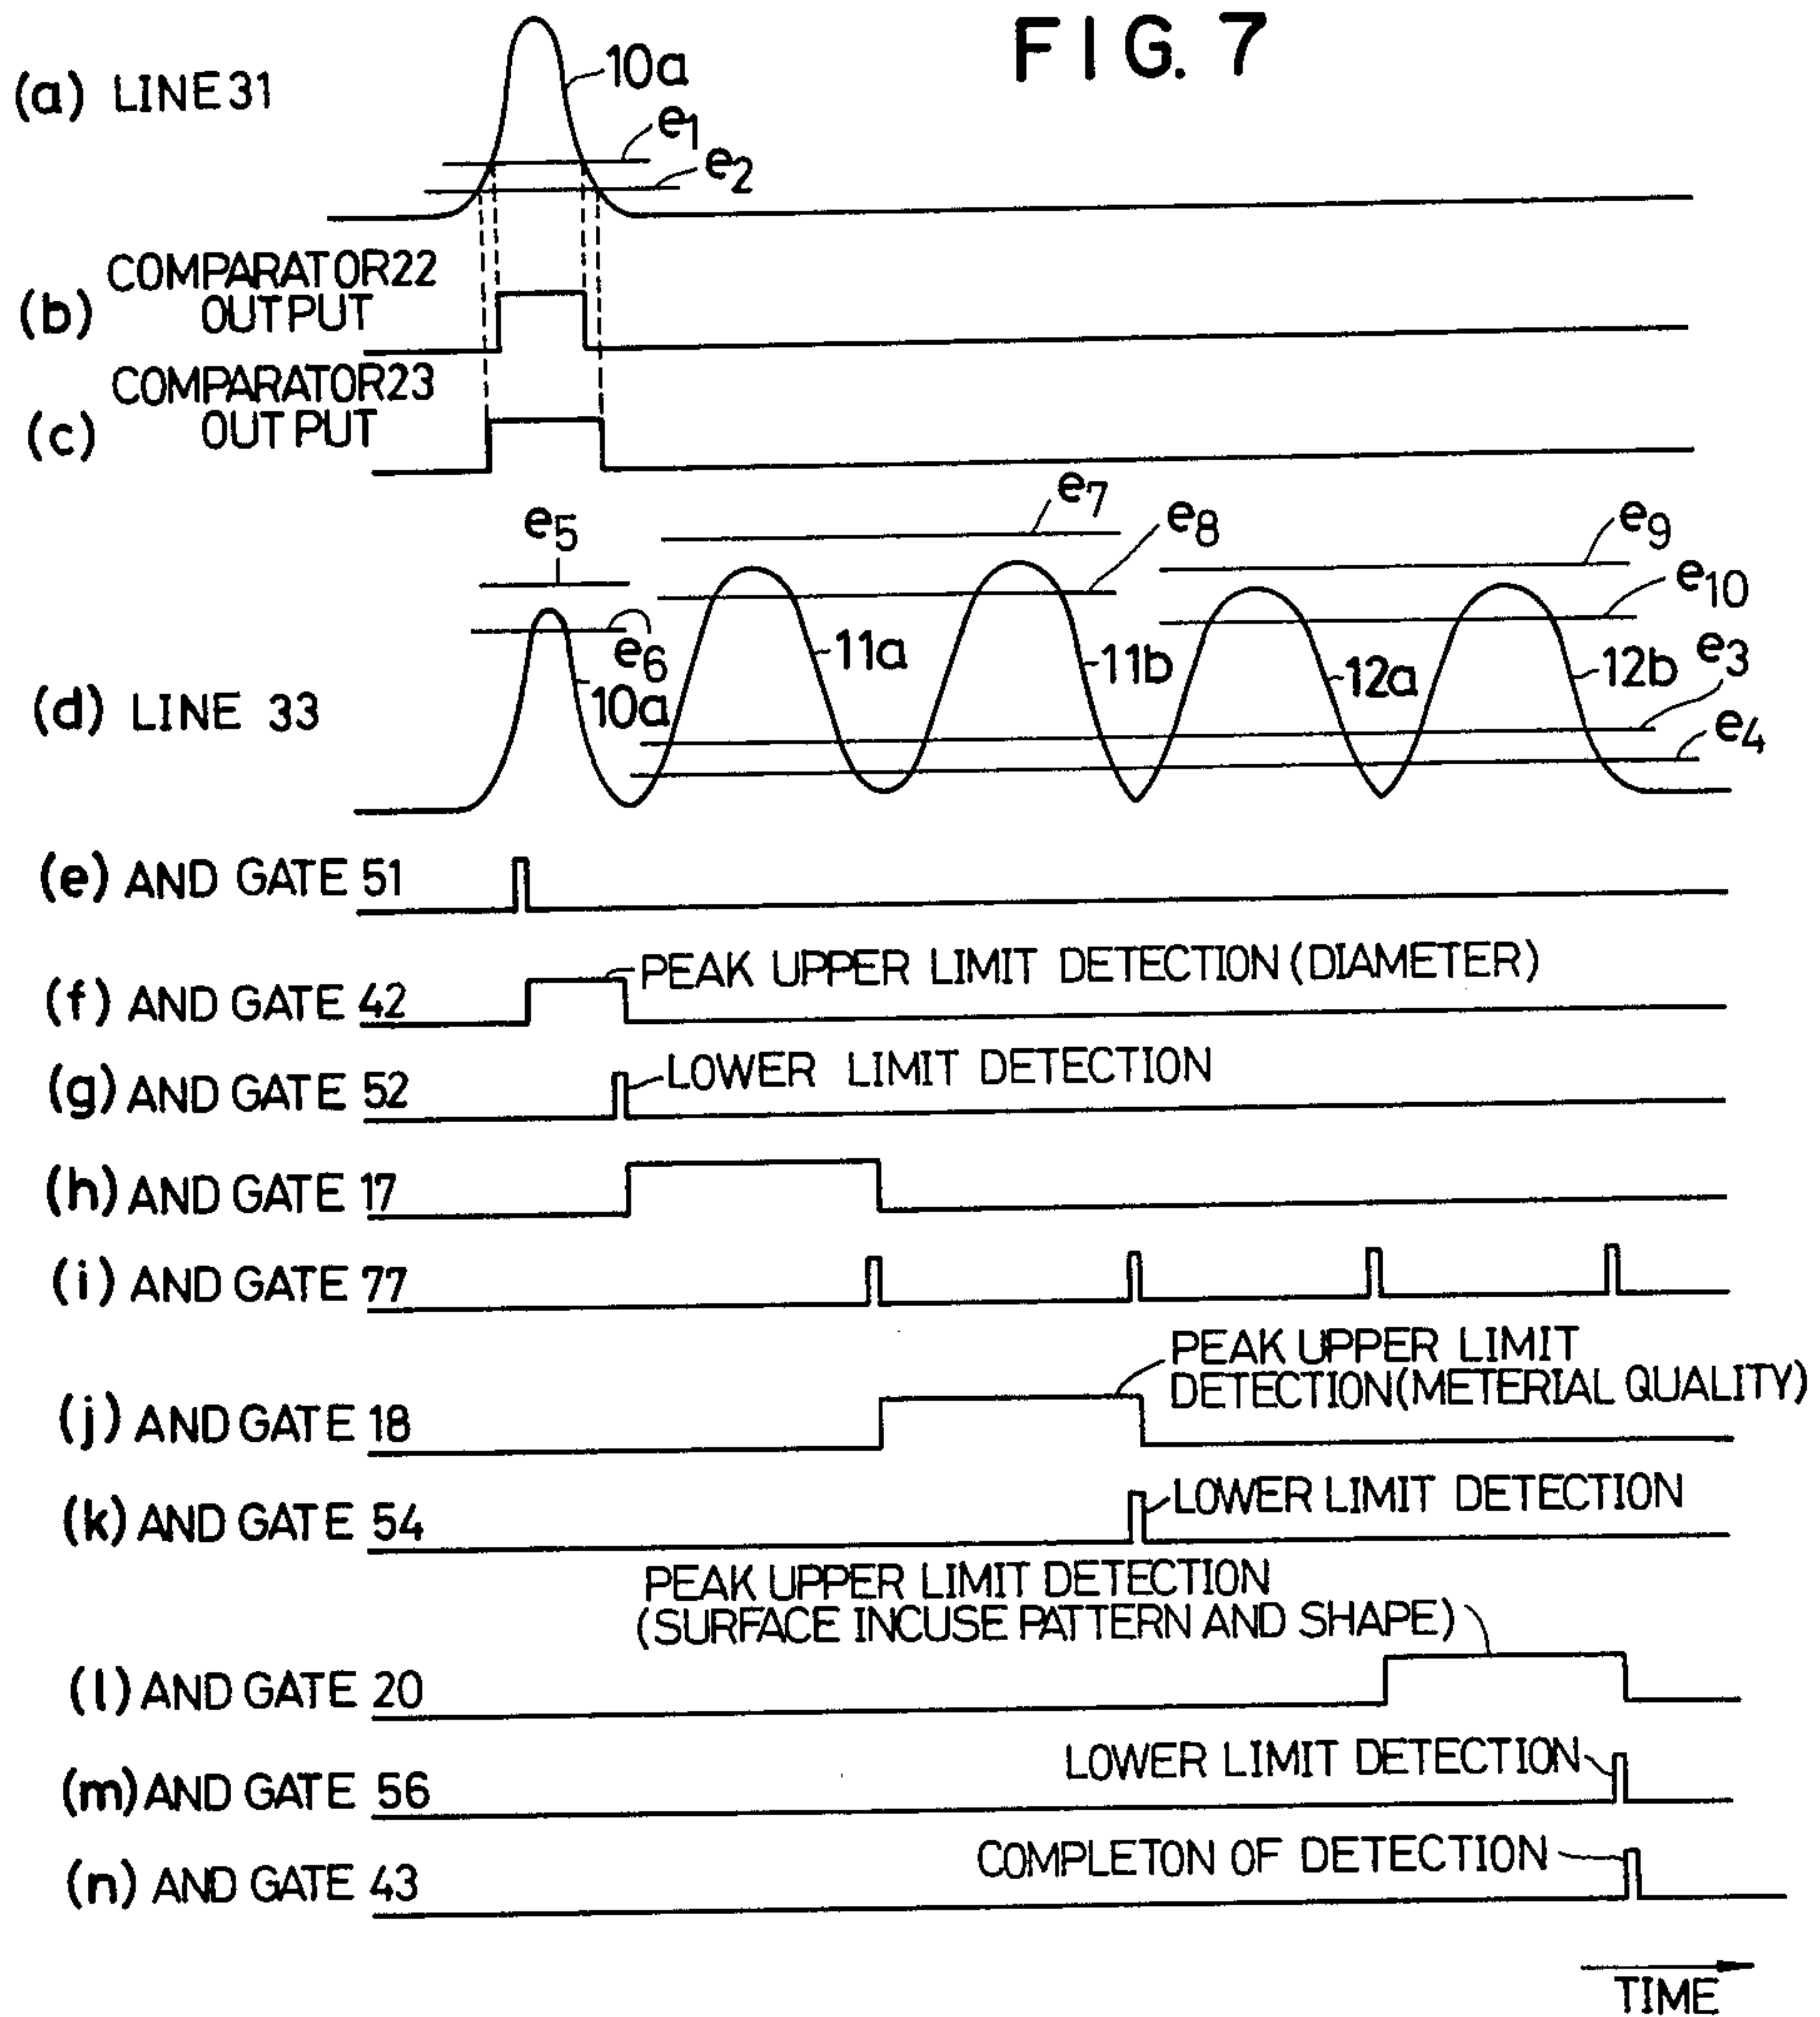 FIG. 7
(a) LINE 31
10a
e1
e2
(b) COMPARATOR 22
OUTPUT
(c) COMPARATOR 23
OUTPUT
e5
e7
e8
e9
e10
e6
10a
11a
11b
12a
12b
e3
e4
(d) LINE 33
(e) AND GATE 51
(f) AND GATE 42
PEAK UPPER LIMIT DETECTION (DIAMETER)
(g) AND GATE 52
LOWER LIMIT DETECTION
(h) AND GATE 17
(i) AND GATE 77
PEAK UPPER LIMIT
DETECTION (METERIAL QUALITY)
(j) AND GATE 18
(k) AND GATE 54
LOWER LIMIT DETECTION
PEAK UPPER LIMIT DETECTION
(SURFACE INCUSE PATTERN AND SHAPE)
(l) AND GATE 20
LOWER LIMIT DETECTION
(m) AND GATE 56
COMPLETON OF DETECTION
(n) AND GATE 43
TIME